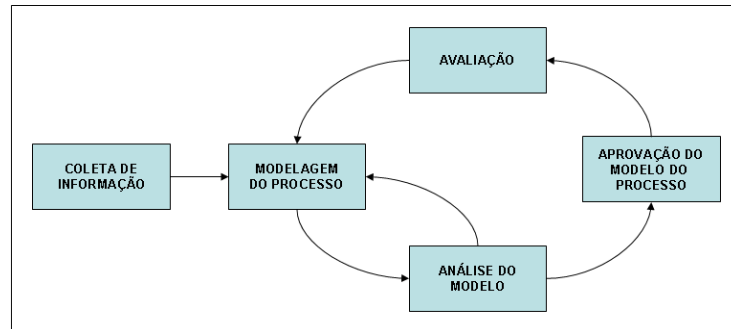 AVALIAÇÃO
COLETA DE
INFORMAÇÃO
MODELAGEM
DO PROCESSO
APROVAÇÃO DO
MODELO DO
PROCESSO
ANÁLISE DO
MODELO